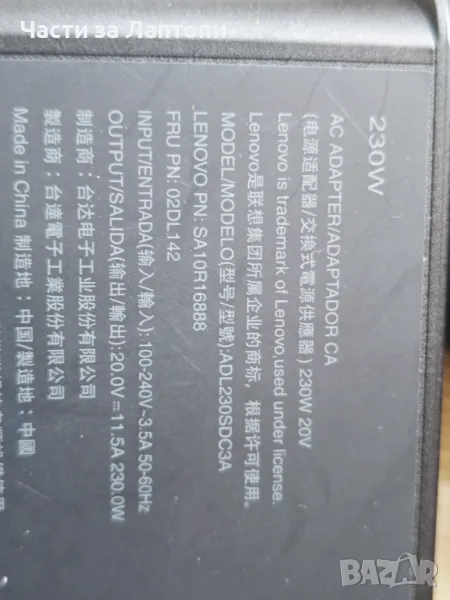 Части за Лаптопи
230W
AC ADAPTER/ADAPTADOR CA
(电源适配器/交換式電源供應器) 230W 20V
Lenovo is trademark of Lenovo,used under license.
Lenovo是联想集团所属企业的商标，根据许可使用。
MODEL/MODELO(型号/型號):ADL230SDC3A
LENOVO PN: SA10R16888
FRU PN: 02DL142
INPUT/ENTRADA(输入/輸入):100-240V~3.5A 50-60Hz
OUTPUT/SALIDA(输出/輸出):20.0V⎓11.5A 230.0W
制造商：台达电子工业股份有限公司
製造商：台達電子工業股份有限公司
Made in China 制造地：中国/製造地：中國
BAZAR